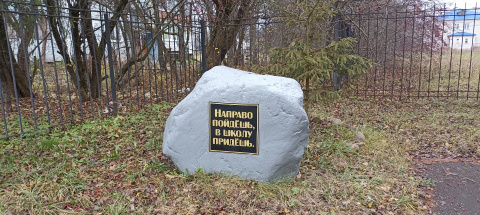 Направо
пойдёшь,
в школу
придёшь.